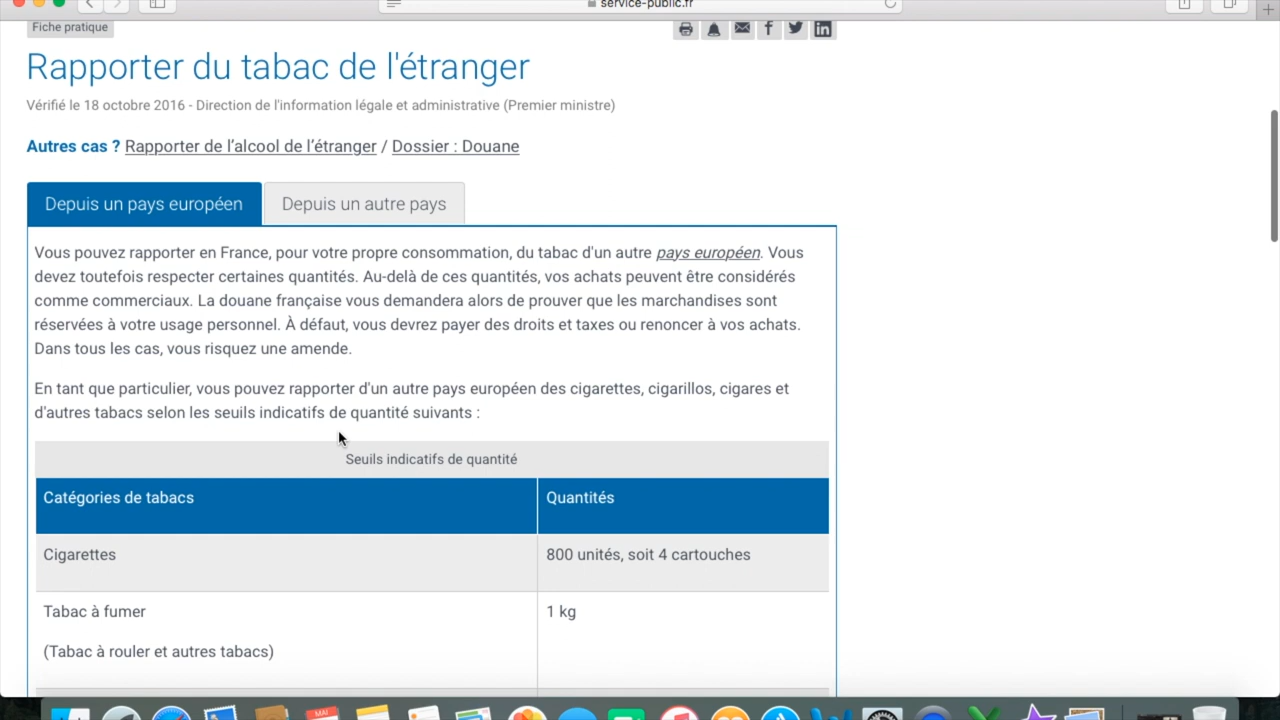 service-public.fr
Fiche pratique
Rapporter du tabac de l'étranger
Vérifié le 18 octobre 2016 - Direction de l'information légale et administrative (Premier ministre)
Autres cas ? Rapporter de l’alcool de l’étranger / Dossier : Douane
Depuis un pays européen
Depuis un autre pays
Vous pouvez rapporter en France, pour votre propre consommation, du tabac d'un autre pays européen. Vous
devez toutefois respecter certaines quantités. Au-delà de ces quantités, vos achats peuvent être considérés
comme commerciaux. La douane française vous demandera alors de prouver que les marchandises sont
réservées à votre usage personnel. À défaut, vous devrez payer des droits et taxes ou renoncer à vos achats.
Dans tous les cas, vous risquez une amende.
En tant que particulier, vous pouvez rapporter d'un autre pays européen des cigarettes, cigarillos, cigares et
d'autres tabacs selon les seuils indicatifs de quantité suivants :
Seuils indicatifs de quantité
Catégories de tabacs
Quantités
Cigarettes
800 unités, soit 4 cartouches
Tabac à fumer
1 kg
(Tabac à rouler et autres tabacs)
MAI